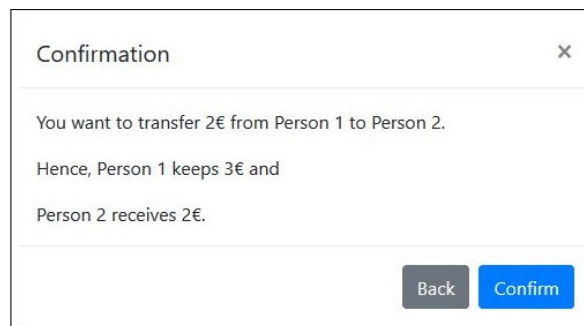 Confirmation ×
You want to transfer 2€ from Person 1 to Person 2.
Hence, Person 1 keeps 3€ and
Person 2 receives 2€.
Back Confirm